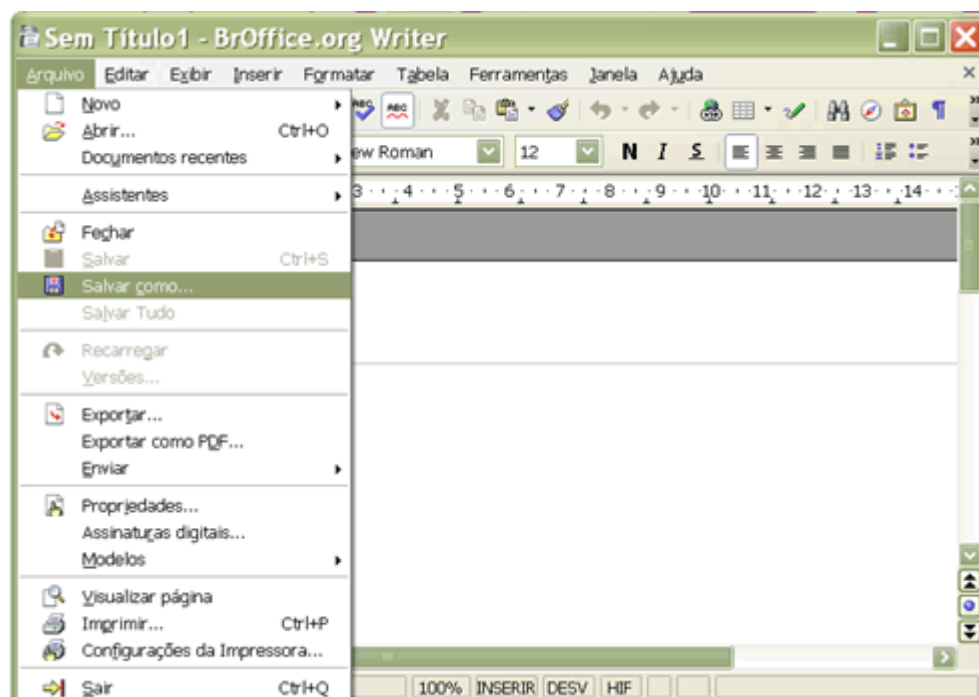 Sem Título1 - BrOffice.org Writer
Arquivo Editar Exibir Inserir Formatar Tabela Ferramentas Janela Ajuda
Novo
Abrir... Ctrl+O
Documentos recentes
ew Roman 12 N I S
Assistentes
3 4 5 6 7 8 9 10 11 12 13 14
Fechar
Salvar Ctrl+S
Salvar como...
Salvar Tudo
Recarregar
Versões...
Exportar...
Exportar como PDF...
Enviar
Propriedades...
Assinaturas digitais...
Modelos
Visualizar página
Imprimir... Ctrl+P
Configurações da Impressora...
Sair Ctrl+Q
100% INSERIR DESV HIF